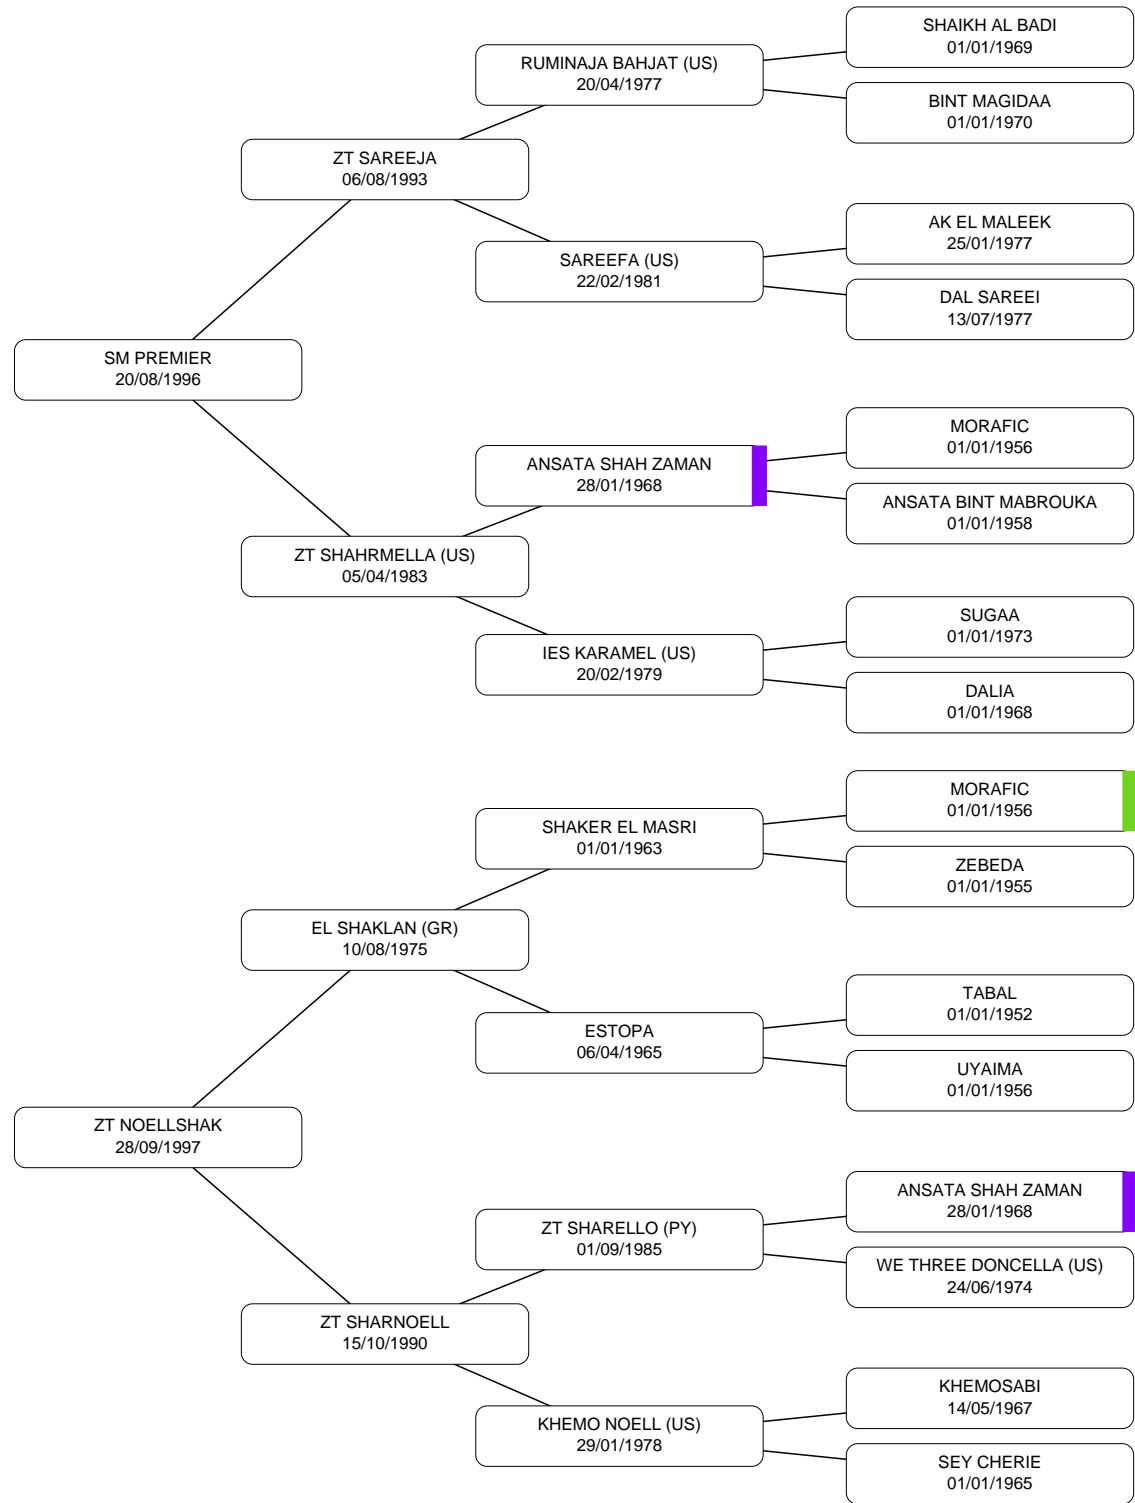 SHAIKH AL BADI
01/01/1969
RUMINAJA BAHJAT (US)
20/04/1977
BINT MAGIDAA
01/01/1970
ZT SAREEJA
06/08/1993
AK EL MALEEK
25/01/1977
SAREEFA (US)
22/02/1981
DAL SAREEI
13/07/1977
SM PREMIER
20/08/1996
MORAFIC
01/01/1956
ANSATA SHAH ZAMAN
28/01/1968
ANSATA BINT MABROUKA
01/01/1958
ZT SHAHRMELLA (US)
05/04/1983
SUGAA
01/01/1973
IES KARAMEL (US)
20/02/1979
DALIA
01/01/1968
MORAFIC
01/01/1956
SHAKER EL MASRI
01/01/1963
ZEBEDA
01/01/1955
EL SHAKLAN (GR)
10/08/1975
TABAL
01/01/1952
ESTOPA
06/04/1965
UYAIMA
01/01/1956
ZT NOELLSHAK
28/09/1997
ANSATA SHAH ZAMAN
28/01/1968
ZT SHARELLO (PY)
01/09/1985
WE THREE DONCELLA (US)
24/06/1974
ZT SHARNOELL
15/10/1990
KHEMOSABI
14/05/1967
KHEMO NOELL (US)
29/01/1978
SEY CHERIE
01/01/1965